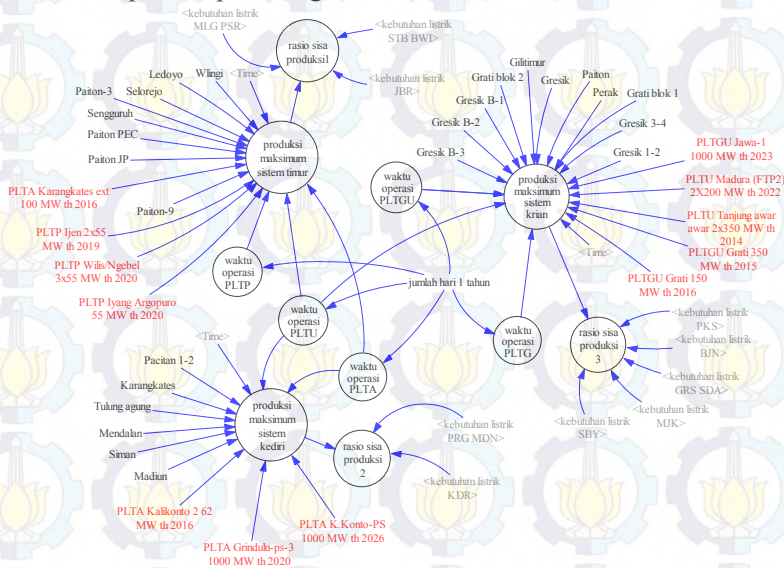 <kebutuhan listrik
MLG PSR>
rasio sisa
produksi1
<kebutuhan listrik
STB BWI>
<kebutuhan listrik
JBR>
Ledoyo
Wlingi
<Time>
Paiton-3
Selorejo
Sengguruh
Paiton PEC
Paiton JP
PLTA Karangkates ext
100 MW th 2016
Paiton-9
PLTP Ijen 2x55
MW th 2019
PLTP Wilis/Ngebel
3x55 MW th 2020
PLTP Iyang Argopuro
55 MW th 2020
produksi
maksimum
sistem timur
waktu
operasi
PLTP
waktu
operasi
PLTU
waktu
operasi
PLTA
waktu
operasi
PLTGU
waktu
operasi
PLTG
jumlah hari 1 tahun
Gilitimur
Grati blok 2
Gresik
Paiton
Perak
Grati blok 1
Gresik B-1
Gresik B-2
Gresik B-3
Gresik 3-4
Gresik 1-2
produksi
maksimum
sistem
krian
PLTGU Jawa-1
1000 MW th 2023
PLTU Madura (FTP2)
2X200 MW th 2022
PLTU Tanjung awar
awar 2x350 MW th
2014
PLTGU Grati 350
MW th 2015
<Time>
PLTGU Grati 150
MW th 2016
rasio sisa
produksi
3
<kebutuhan listrik
PKS>
<kebutuhan listrik
BJN>
<kebutuhan listrik
GRS SDA>
<kebutuhan listrik
MJK>
<kebutuhan listrik
SBY>
<Time>
Pacitan 1-2
Karangkates
Tulung agung
Mendalan
Siman
Madiun
produksi
maksimum
sistem
kediri
PLTA Kalikonto 2 62
MW th 2016
PLTA Grindulu-ps-3
1000 MW th 2020
PLTA K.Konto-PS
1000 MW th 2026
rasio sisa
produksi
2
<kebutuhan listrik
PRG MDN>
<kebutuhan listrik
KDR>